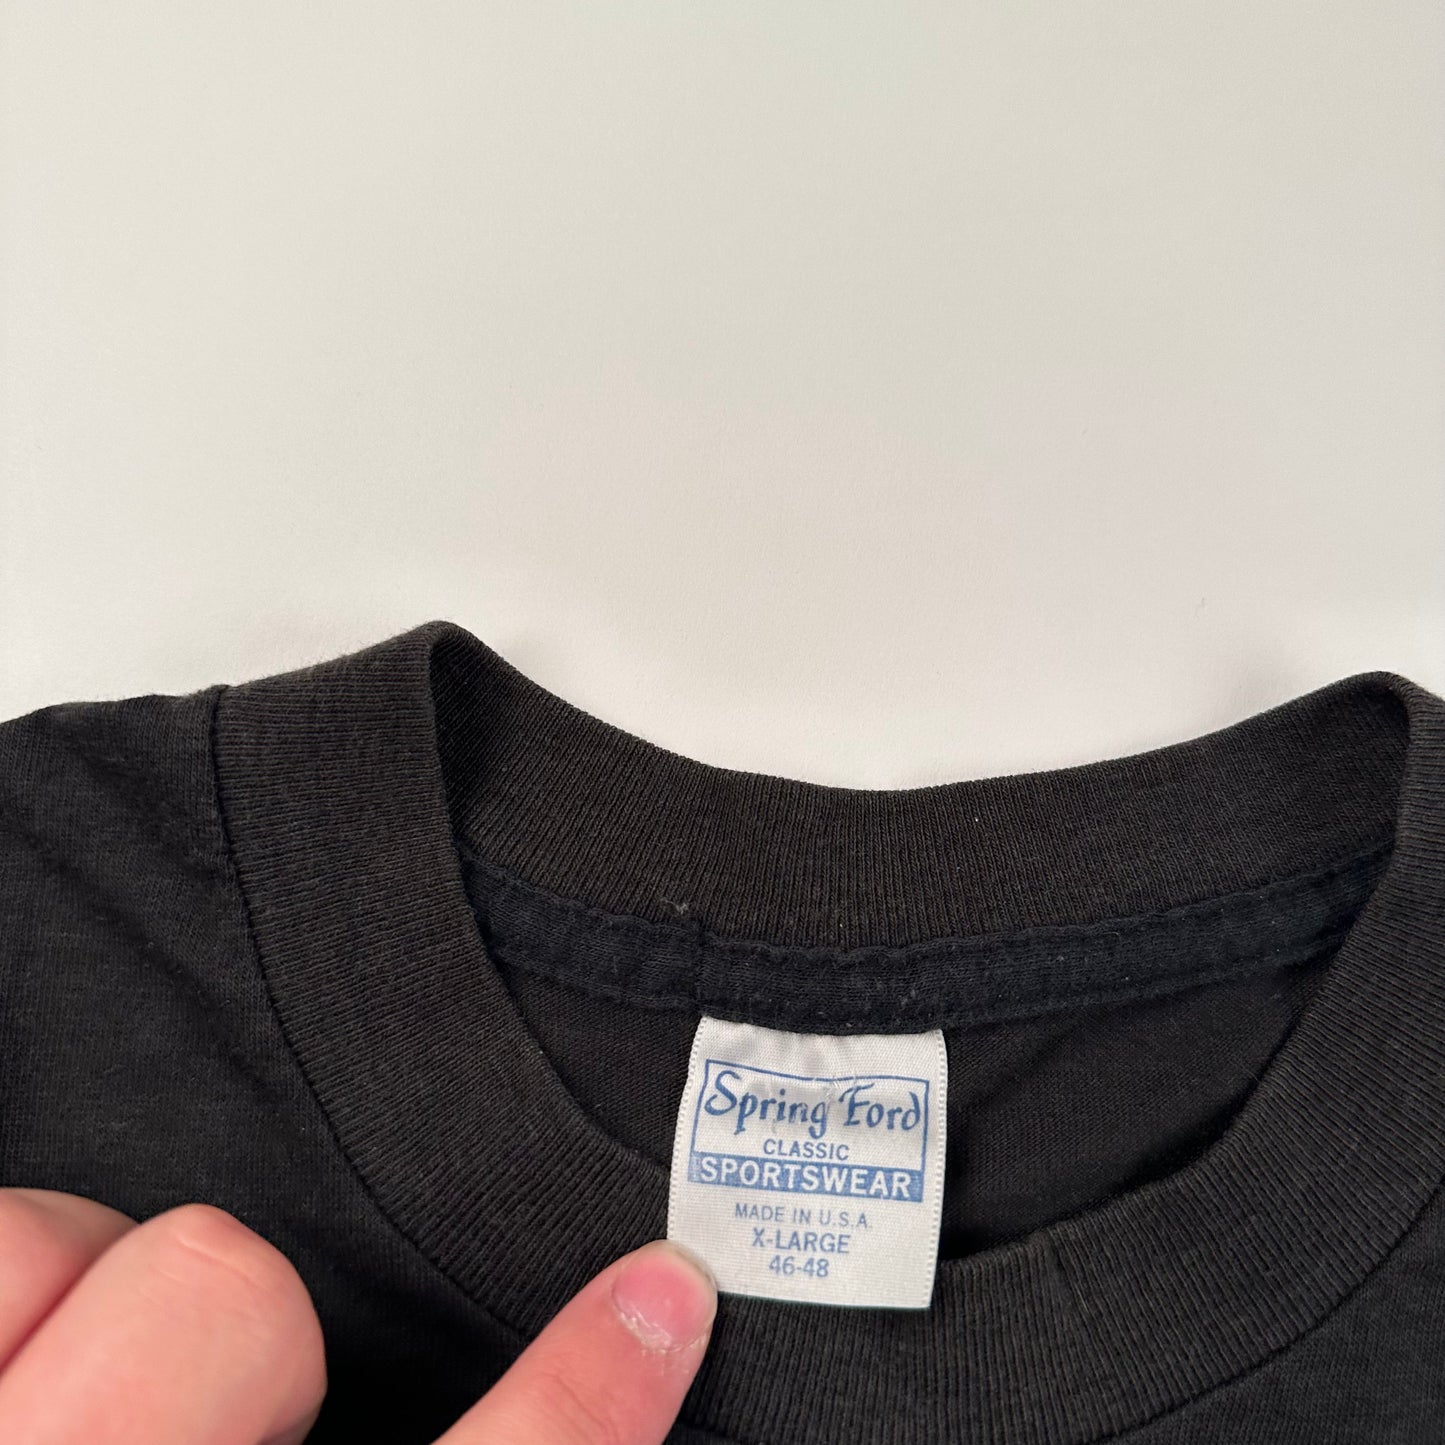 Spring Ford
CLASSIC
SPORTSWEAR
MADE IN U.S.A.
X-LARGE
46-48